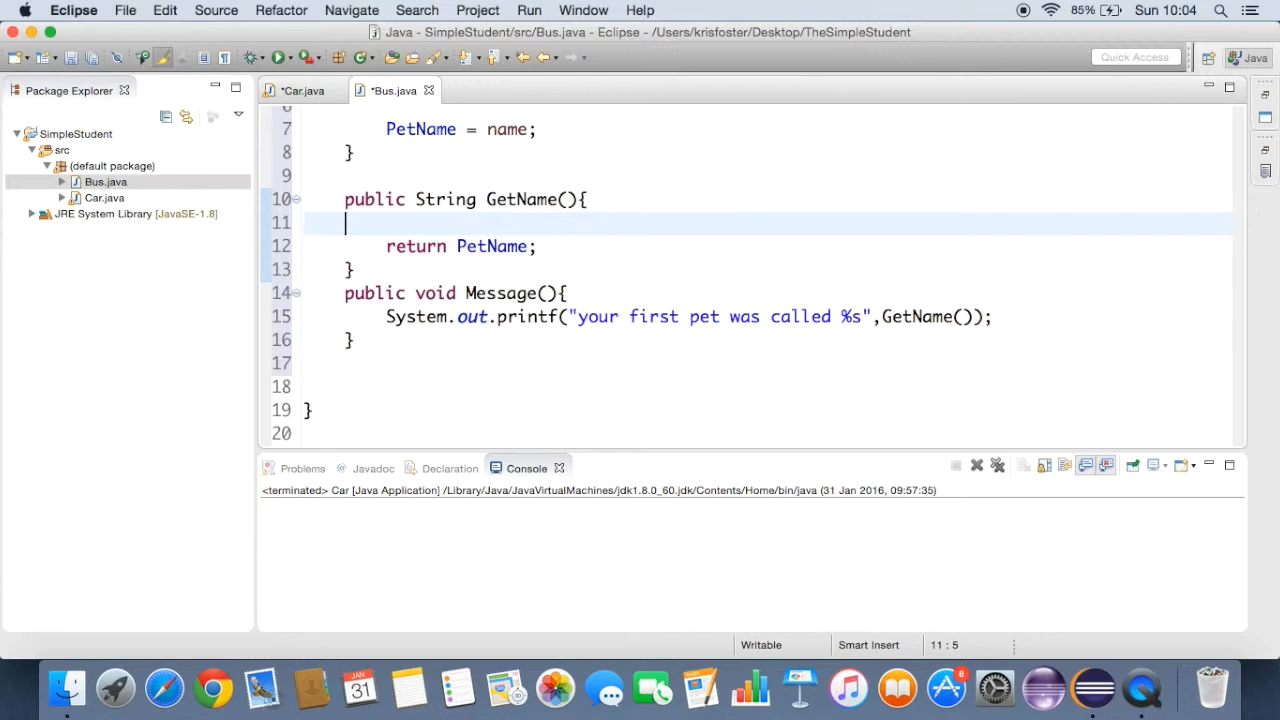 Eclipse File Edit Source Refactor Navigate Search Project Run Window Help 85% Sun 10:04
Java - SimpleStudent/src/Bus.java - Eclipse - /Users/krisfoster/Desktop/TheSimpleStudent
Quick Access Java
Package Explorer *Car.java *Bus.java
SimpleStudent
src
(default package)
Bus.java
Car.java
JRE System Library [JavaSE-1.8]
7 PetName = name;
8 }
9
10 public String GetName(){
11
12 return PetName;
13 }
14 public void Message(){
15 System.out.printf("your first pet was called %s",GetName());
16 }
17
18
19 }
20
Problems @ Javadoc Declaration Console
<terminated> Car [Java Application] /Library/Java/JavaVirtualMachines/jdk1.8.0_60.jdk/Contents/Home/bin/java (31 Jan 2016, 09:57:35)
Writable Smart Insert 11 : 5
JAN
31
8